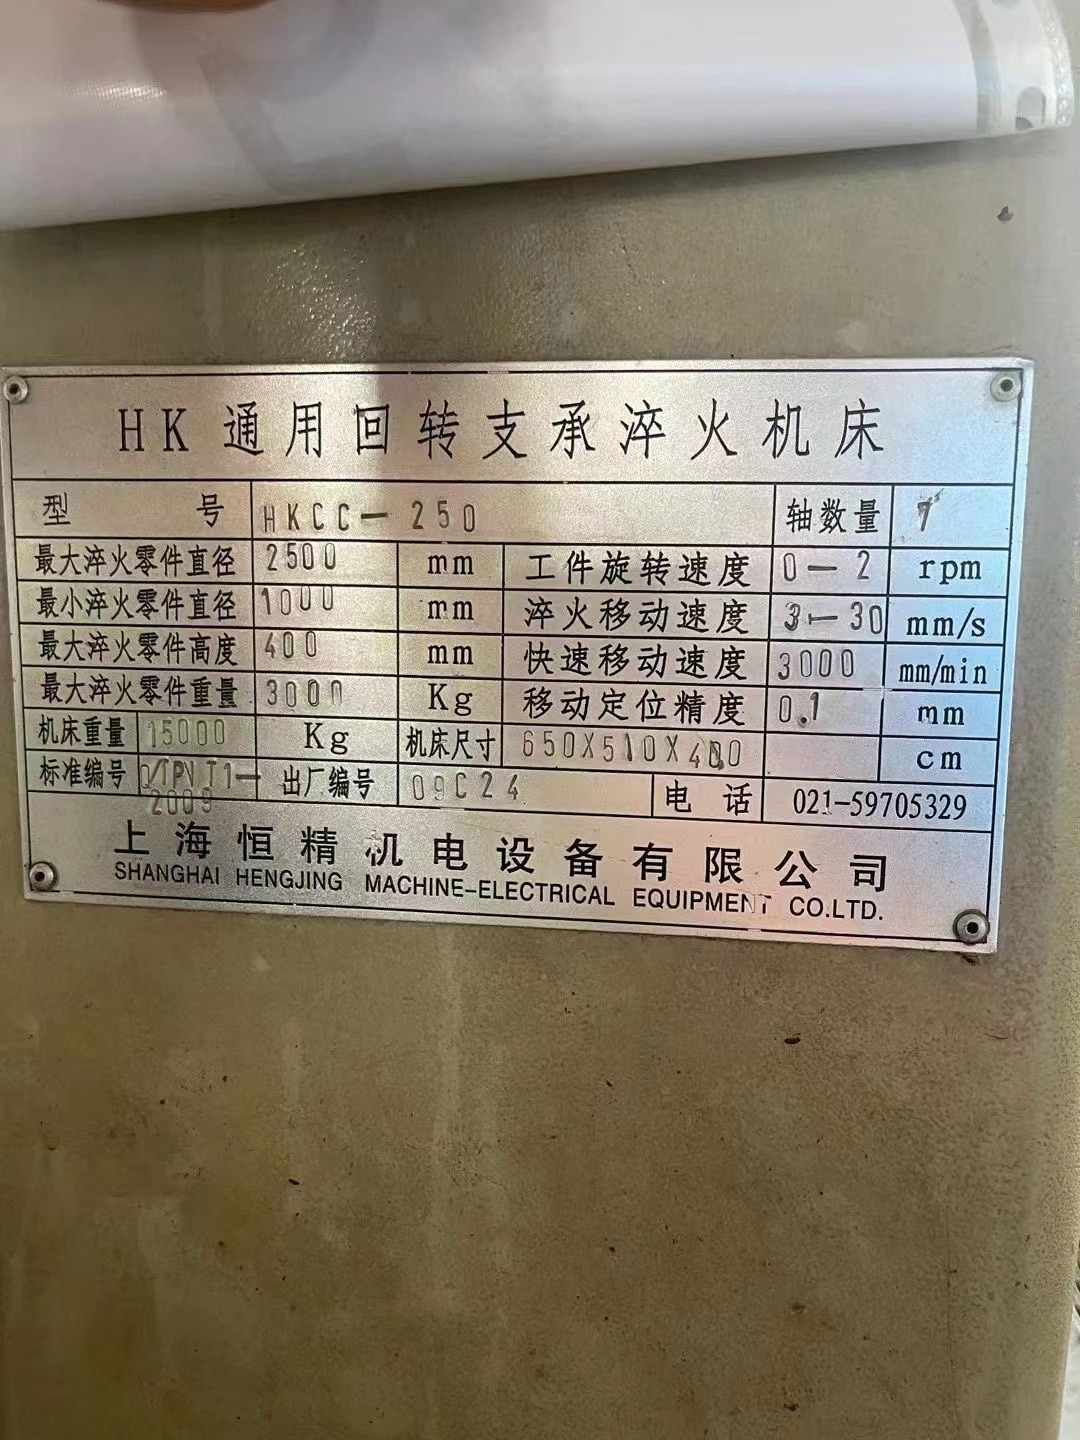 HK通用回转支承淬火机床
型号 HKCC-250 轴数量 7
最大淬火零件直径 2500 mm 工件旋转速度 0-2 rpm
最小淬火零件直径 1000 mm 淬火移动速度 3-30 mm/s
最大淬火零件高度 400 mm 快速移动速度 3000 mm/min
最大淬火零件重量 3000 Kg 移动定位精度 0.1 mm
机床重量 15000 Kg 机床尺寸 650X510X400 cm
标准编号 2009 出厂编号 09C24 电话 021-59705329
上海恒精机电设备有限公司
SHANGHAI HENGJING MACHINE-ELECTRICAL EQUIPMENT CO.LTD.